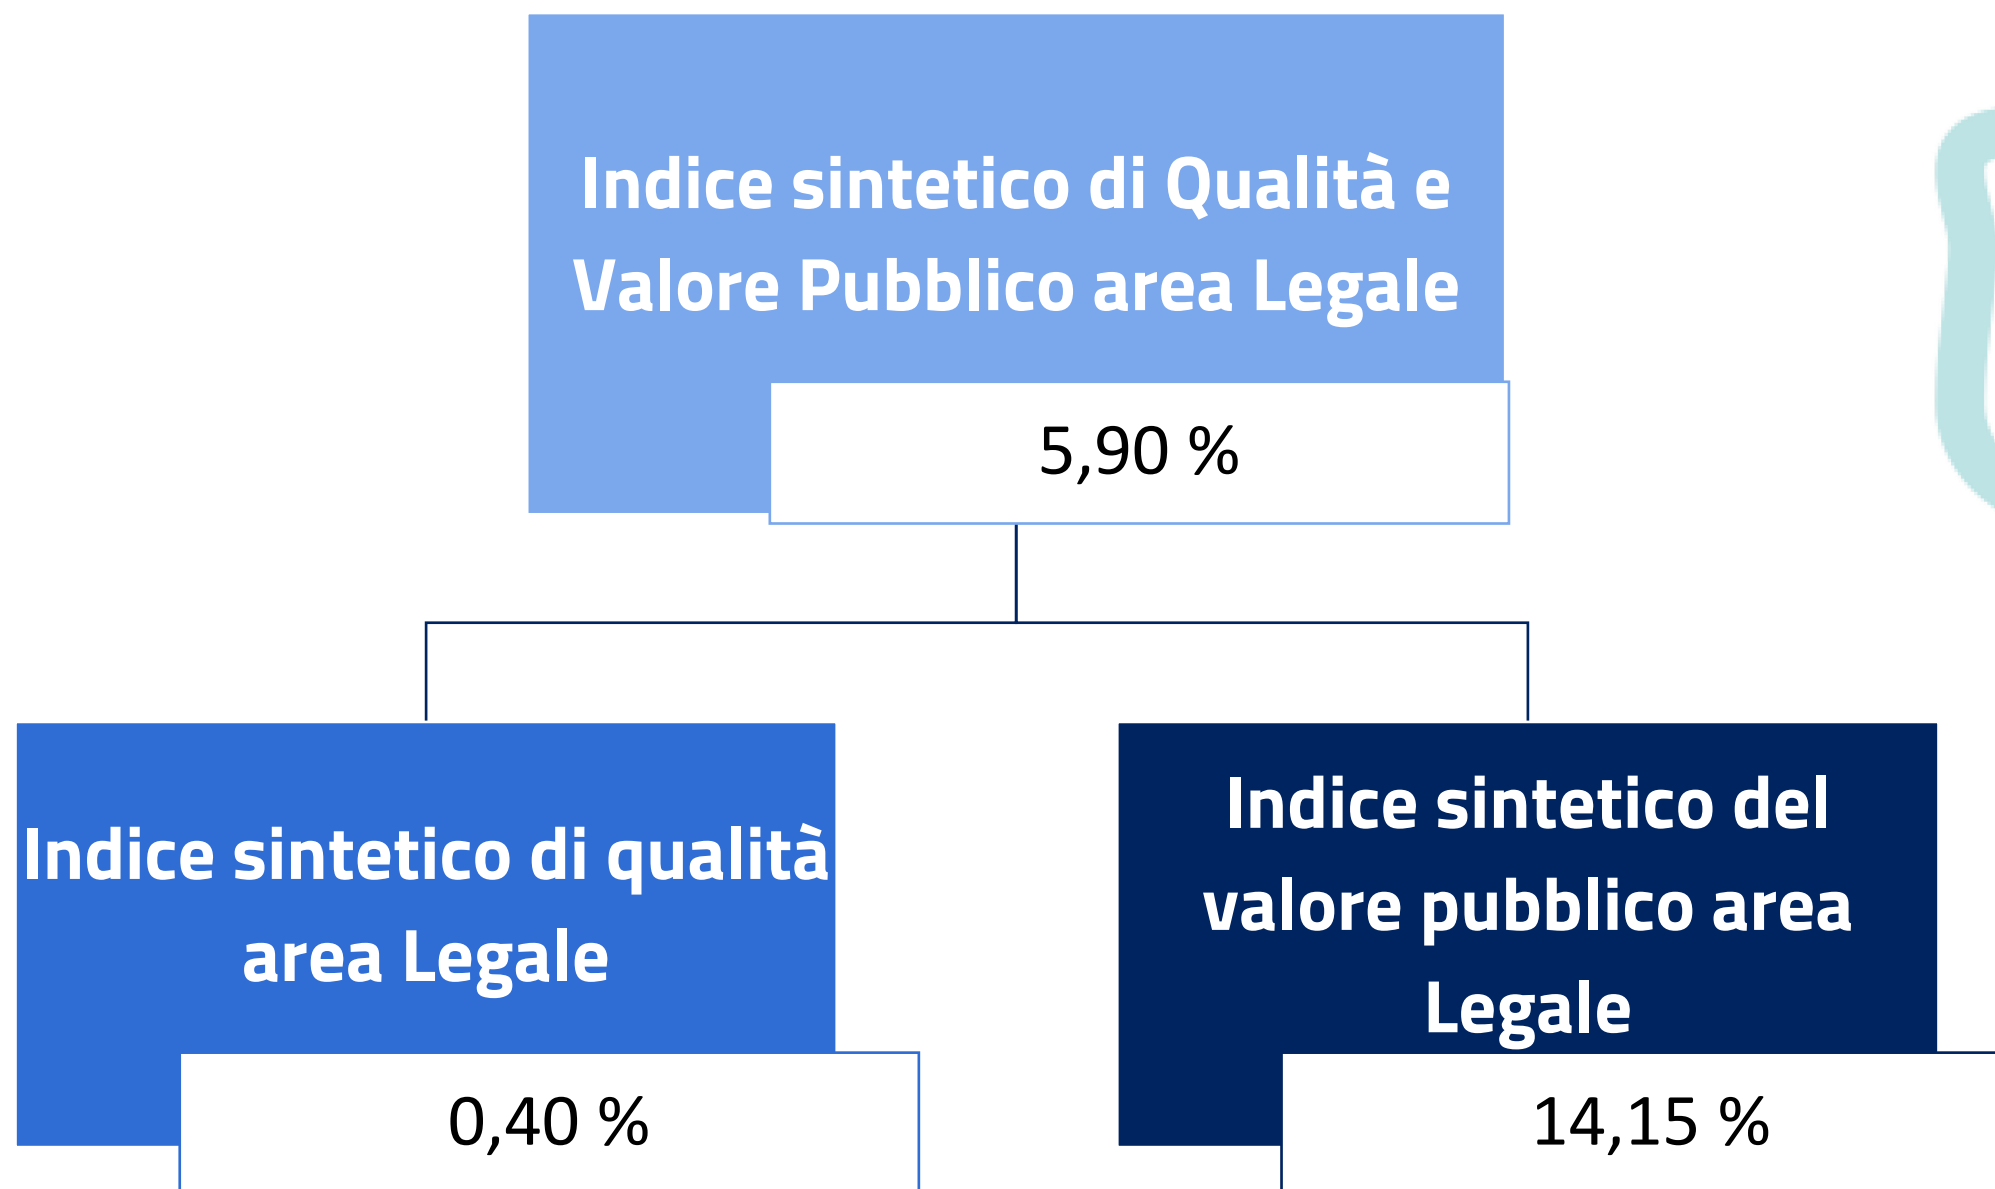 Indice sintetico di Qualità e
Valore Pubblico area Legale
5,90 %
Indice sintetico di qualità
area Legale
0,40 %
Indice sintetico del
valore pubblico area
Legale
14,15 %